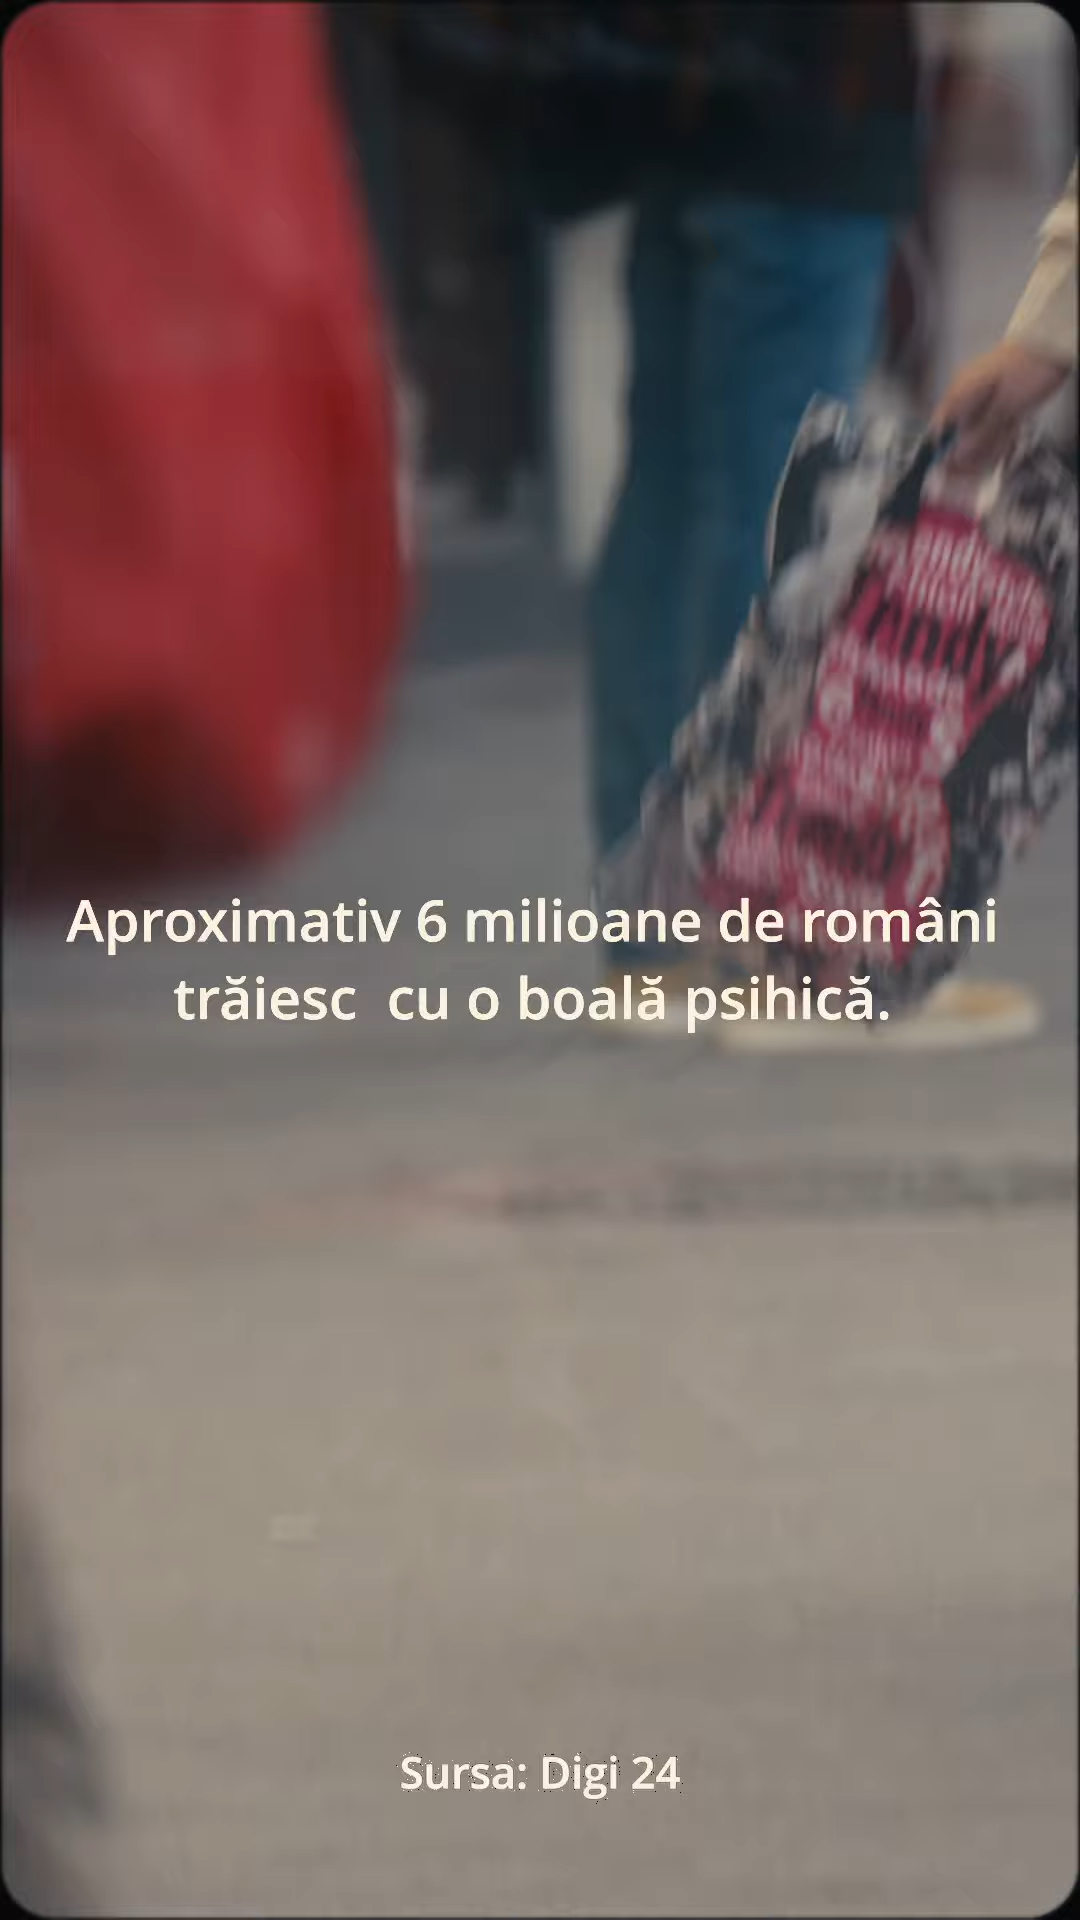 Aproximativ 6 milioane de români
trăiesc  cu o boală psihică.
Sursa: Digi 24